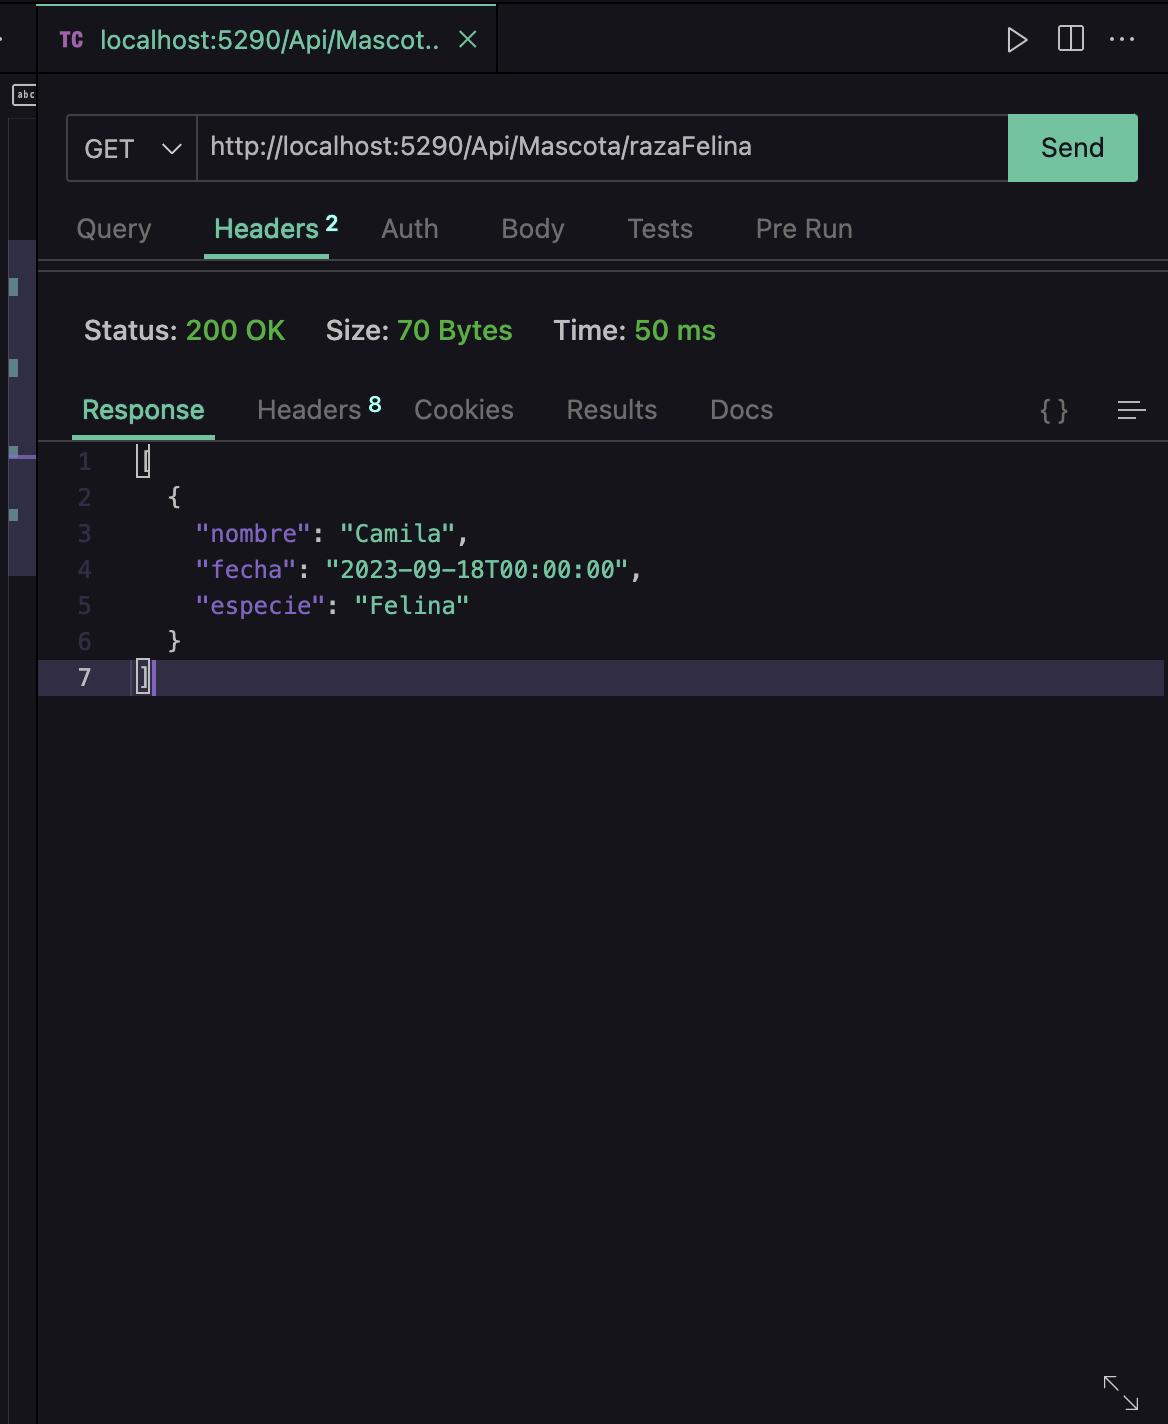 TC localhost:5290/Api/Mascot..
abc
GET http://localhost:5290/Api/Mascota/razaFelina Send
Query Headers 2 Auth Body Tests Pre Run
Status: 200 OK Size: 70 Bytes Time: 50 ms
Response Headers 8 Cookies Results Docs { }
1 [
2 {
3 "nombre": "Camila",
4 "fecha": "2023-09-18T00:00:00",
5 "especie": "Felina"
6 }
7 ]